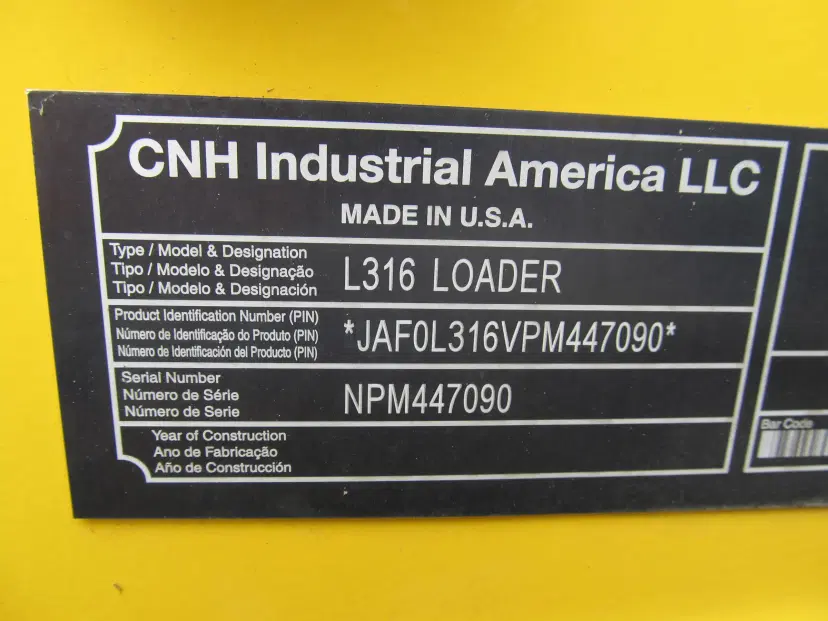 CNH Industrial America LLC
MADE IN U.S.A.
Type / Model & Designation
Tipo / Modelo & Designação
Tipo / Modelo & Designación
L316 LOADER
Product Identification Number (PIN)
Número de Identificação do Produto (PIN)
Número de Identificación del Producto (PIN)
*JAF0L316VPM447090*
Serial Number
Número de Série
Número de Serie
NPM447090
Year of Construction
Ano de Fabricação
Año de Construcción
Bar Code